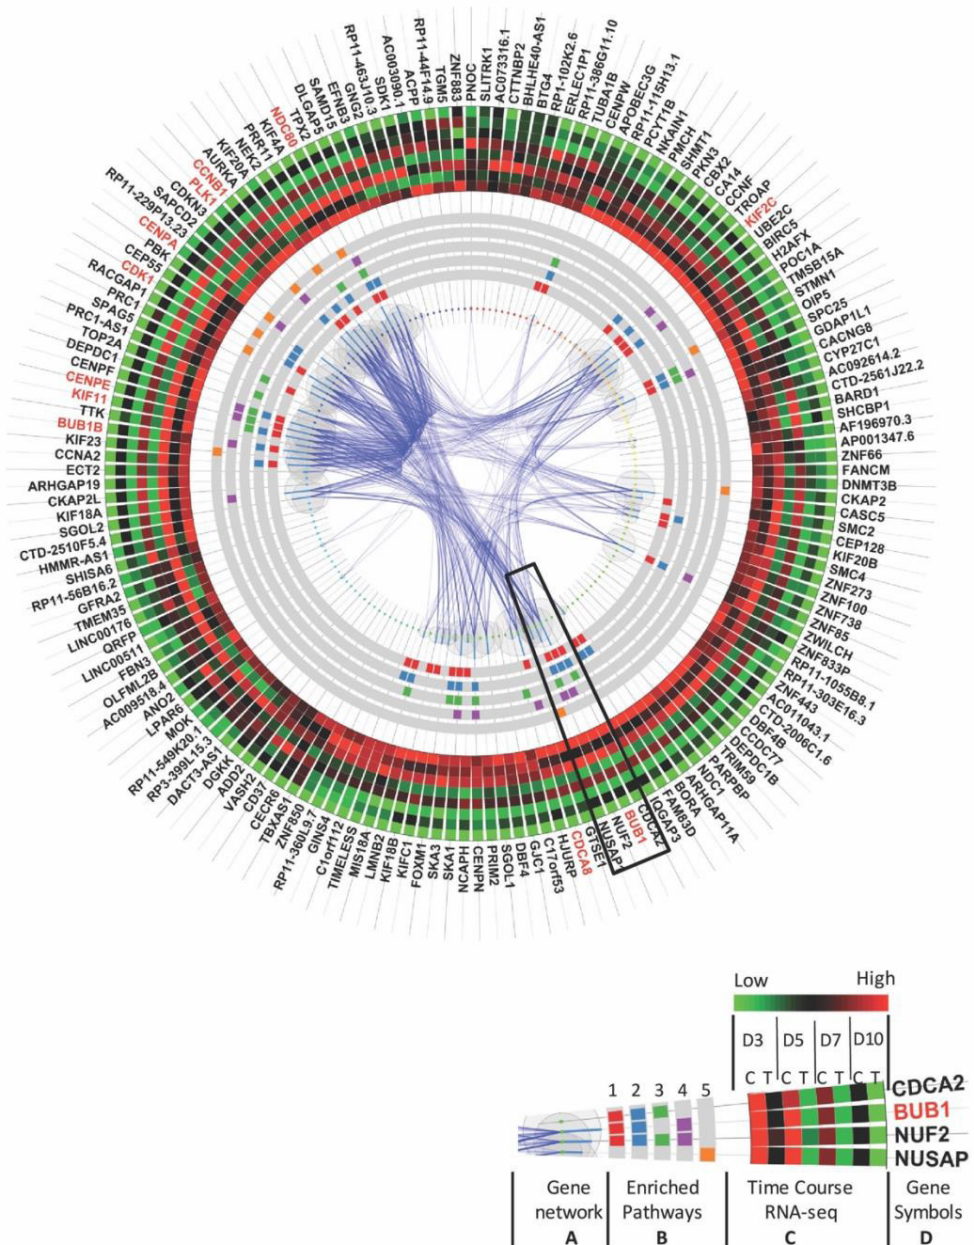 PNOC
SLITRK1
AC073316.1
CTTNBP2
BHLHE40-AS1
BTG4
RP1-102K2.6
ERLEC1P1
RP11-386G11.10
TUBA1B
CENPW
APOBEC3G
RP11-115H13.1
PCYT1B
NKAIN1
PMCH
SHMT1
PKN3
CBX2
CA14
CCNF
TROAP
KIF2C
UBE2C
BIRC5
H2AFX
POC1A
TMSB15A
STMN1
OIP5
SPC25
GDAP1L1
CACNG8
CYP27C1
AC092614.2
CTD-2561J22.2
BARD1
SHCBP1
AF196970.3
AP001347.6
ZNF66
FANCM
DNMT3B
CKAP2
CASC5
SMC2
CEP128
KIF20B
SMC4
ZNF273
ZNF100
ZNF738
ZNF85
ZWILCH
ZNF833P
RP11-1055B8.1
RP11-303E16.3
ZNF443
AC011043.1
CTD-2006C1.6
DBF4B
CCDC77
DEPDC1B
TRIM59
PARPBP
NDC1
ARHGAP11A
BORA
FAM83D
IQGAP3
CDCA2
BUB1
NUF2
NUSAP1
GTSE1
CDCA8
HJURP
C17orf53
GJC1
DBF4
SGOL1
PRIM2
CENPN
NCAPH
SKA1
SKA3
FOXM1
KIFC1
KIF18B
LMNB2
MIS18A
TIMELESS
C1orf112
GINS4
RP11-360L9.7
ZNF850
TBXAS1
CECR6
CD37
VASH2
ADD2
DGKK
DACT3-AS1
RP3-399L15.3
RP11-549K20.1
MOK
LPAR6
ANO2
AC009518.4
OLFML2B
FBN3
LINC00511
QRFP
LINC00176
TMEM35
GFRA2
RP11-56B16.2
SHISA6
HMMR-AS1
CTD-2510F5.4
SGOL2
KIF18A
CKAP2L
ARHGAP19
ECT2
CCNA2
KIF23
BUB1B
TTK
KIF11
CENPE
CENPF
DEPDC1
TOP2A
PRC1-AS1
SPAG5
PRC1
RACGAP1
CDK1
CEP55
PBK
CENPA
RP11-229P13.23
SAPCD2
CDKN3
PLK1
CCNB1
AURKA
KIF20A
NEK2
PRR11
KIF4A
NDC80
TPX2
DLGAP5
SAMD15
EFNB3
GNG2
RP11-463J10.3
SDK1
AC003090.1
ACPP
RP11-44F14.9
TGM5
ZNF883
Low High
D3 D5 D7 D10
C T C T C T C T
1 2 3 4 5
CDCA2
BUB1
NUF2
NUSAP
Gene network
Enriched Pathways
Time Course RNA-seq
Gene Symbols
A B C D